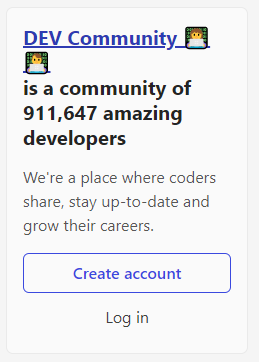 DEV Community 👨‍💻
👨‍💻
is a community of
911,647 amazing
developers
We're a place where coders
share, stay up-to-date and
grow their careers.
Create account
Log in